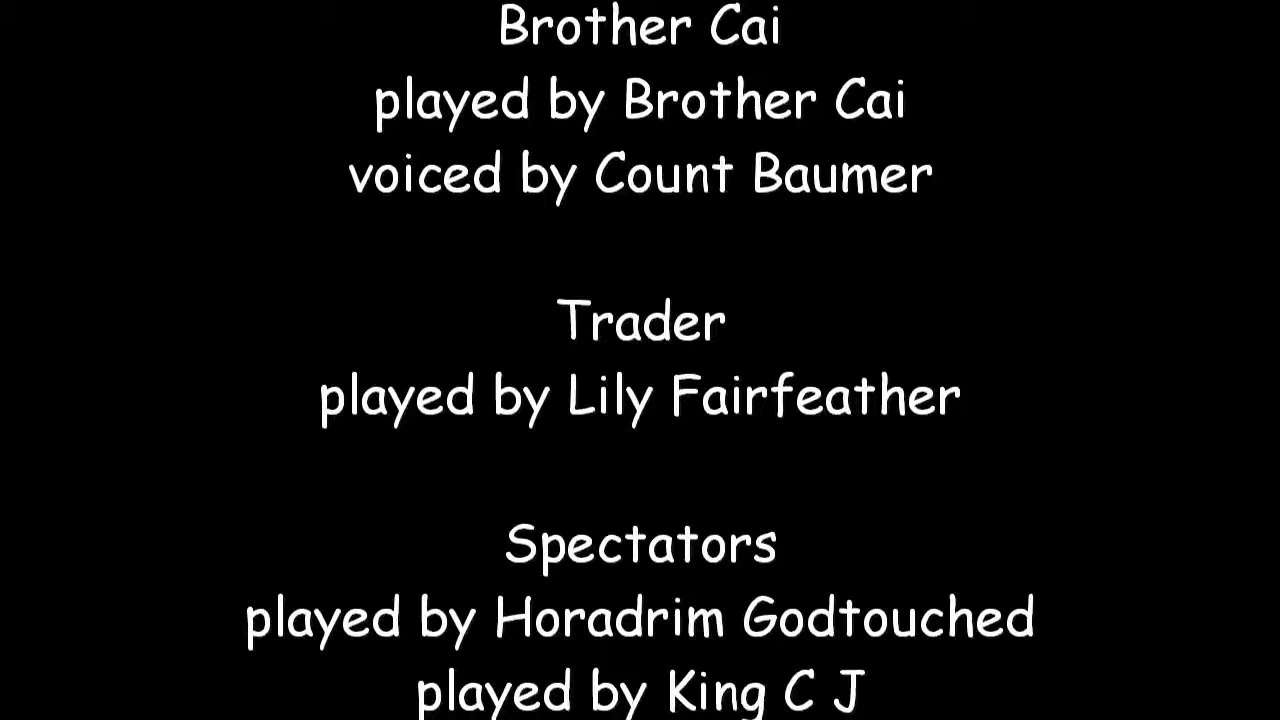 Brother Cai
played by Brother Cai
voiced by Count Baumer
Trader
played by Lily Fairfeather
Spectators
played by Horadrim Godtouched
played by King C J